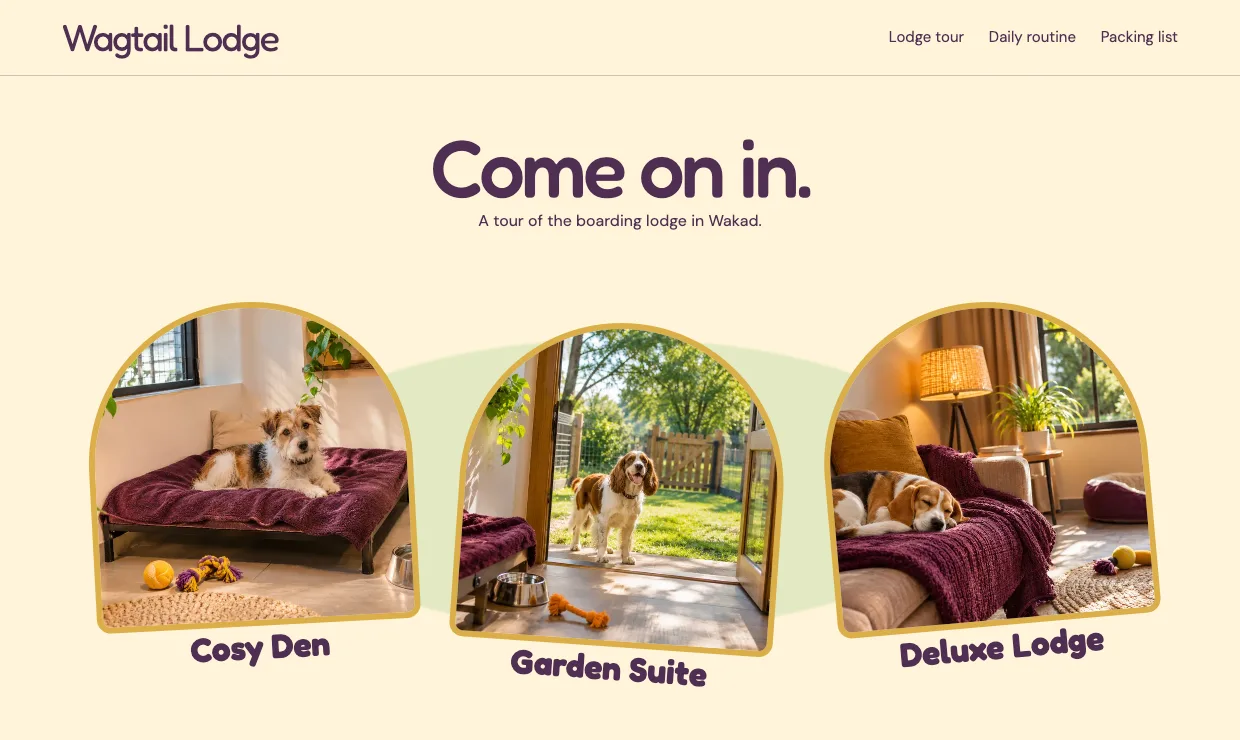 Wagtail Lodge
Lodge tour
Daily routine
Packing list
Come on in.
A tour of the boarding lodge in Wakad.
Cosy Den
Garden Suite
Deluxe Lodge